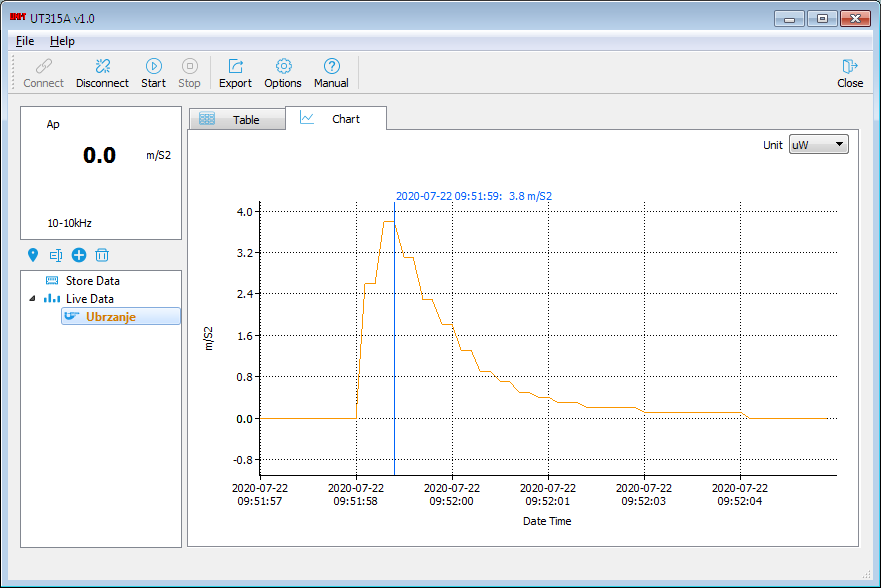 UNI-T UT315A v1.0
File Help
Connect Disconnect Start Stop Export Options Manual Close
Ap
0.0 m/S2
10-10kHz
Store Data
Live Data
Ubrzanje
Table Chart
Unit uW
2020-07-22 09:51:59: 3.8 m/S2
4.0
3.2
2.4
1.6
0.8
0.0
-0.8
m/S2
2020-07-22 2020-07-22 2020-07-22 2020-07-22 2020-07-22 2020-07-22
09:51:57 09:51:58 09:52:00 09:52:01 09:52:03 09:52:04
Date Time